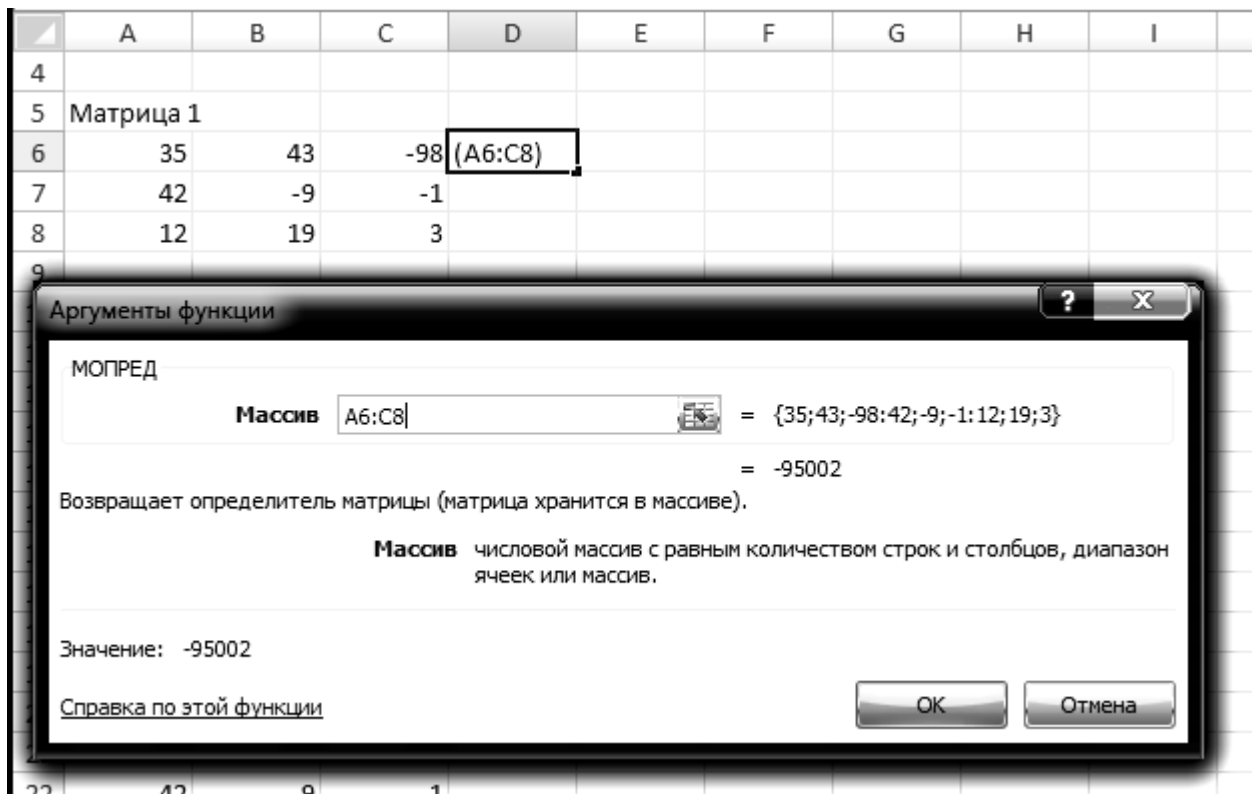 A B C D E F G H I
4
5 Матрица 1
6 35 43 -98 (A6:C8)
7 42 -9 -1
8 12 19 3
9
Аргументы функции ? X
МОПРЕД
Массив A6:C8 = {35;43;-98:42;-9;-1:12;19;3}
= -95002
Возвращает определитель матрицы (матрица хранится в массиве).
Массив числовой массив с равным количеством строк и столбцов, диапазон
ячеек или массив.
Значение: -95002
Справка по этой функции OK Отмена